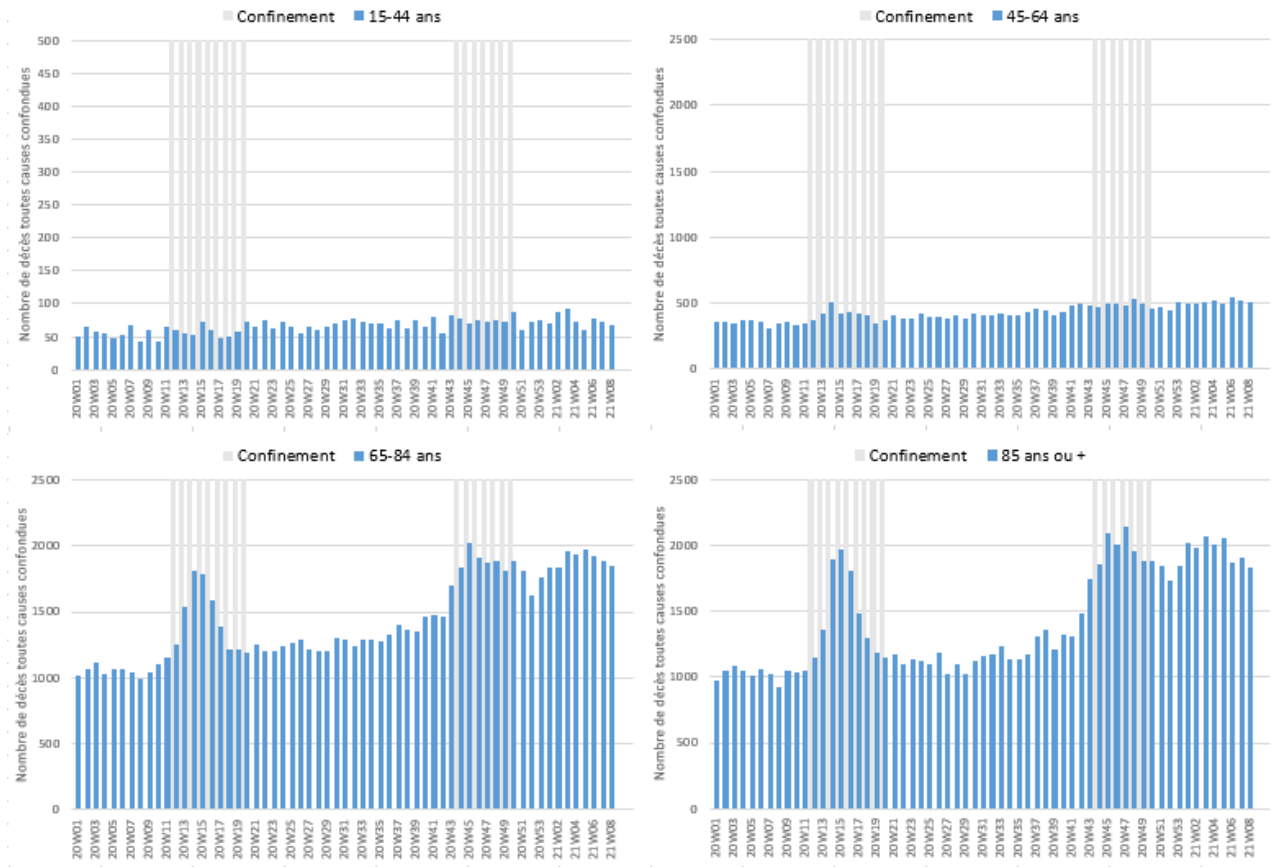 Confinement 15-44 ans
Nombre de décès toutes causes confondues
500
450
400
350
300
250
200
150
100
50
0
20W01 20W03 20W05 20W07 20W09 20W11 20W13 20W15 20W17 20W19 20W21 20W23 20W25 20W27 20W29 20W31 20W33 20W35 20W37 20W39 20W41 20W43 20W45 20W47 20W49 20W51 20W53 21W02 21W04 21W06 21W08
Confinement 45-64 ans
Nombre de décès toutes causes confondues
2500
2000
1500
1000
500
0
20W01 20W03 20W05 20W07 20W09 20W11 20W13 20W15 20W17 20W19 20W21 20W23 20W25 20W27 20W29 20W31 20W33 20W35 20W37 20W39 20W41 20W43 20W45 20W47 20W49 20W51 20W53 21W02 21W04 21W06 21W08
Confinement 65-84 ans
Nombre de décès toutes causes confondues
2500
2000
1500
1000
500
0
20W01 20W03 20W05 20W07 20W09 20W11 20W13 20W15 20W17 20W19 20W21 20W23 20W25 20W27 20W29 20W31 20W33 20W35 20W37 20W39 20W41 20W43 20W45 20W47 20W49 20W51 20W53 21W02 21W04 21W06 21W08
Confinement 85 ans ou +
Nombre de décès toutes causes confondues
2500
2000
1500
1000
500
0
20W01 20W03 20W05 20W07 20W09 20W11 20W13 20W15 20W17 20W19 20W21 20W23 20W25 20W27 20W29 20W31 20W33 20W35 20W37 20W39 20W41 20W43 20W45 20W47 20W49 20W51 20W53 21W02 21W04 21W06 21W08